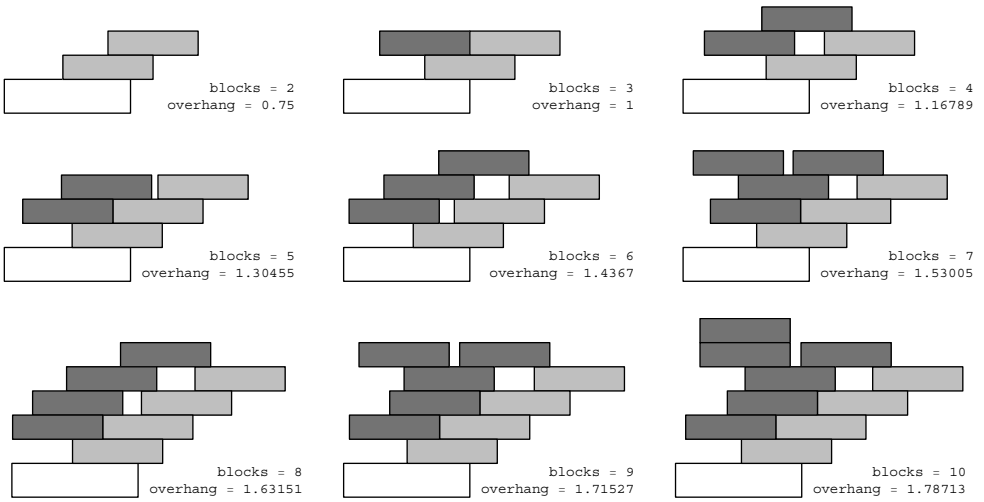 blocks = 2
overhang = 0.75
blocks = 3
overhang = 1
blocks = 4
overhang = 1.16789
blocks = 5
overhang = 1.30455
blocks = 6
overhang = 1.4367
blocks = 7
overhang = 1.53005
blocks = 8
overhang = 1.63151
blocks = 9
overhang = 1.71527
blocks = 10
overhang = 1.78713